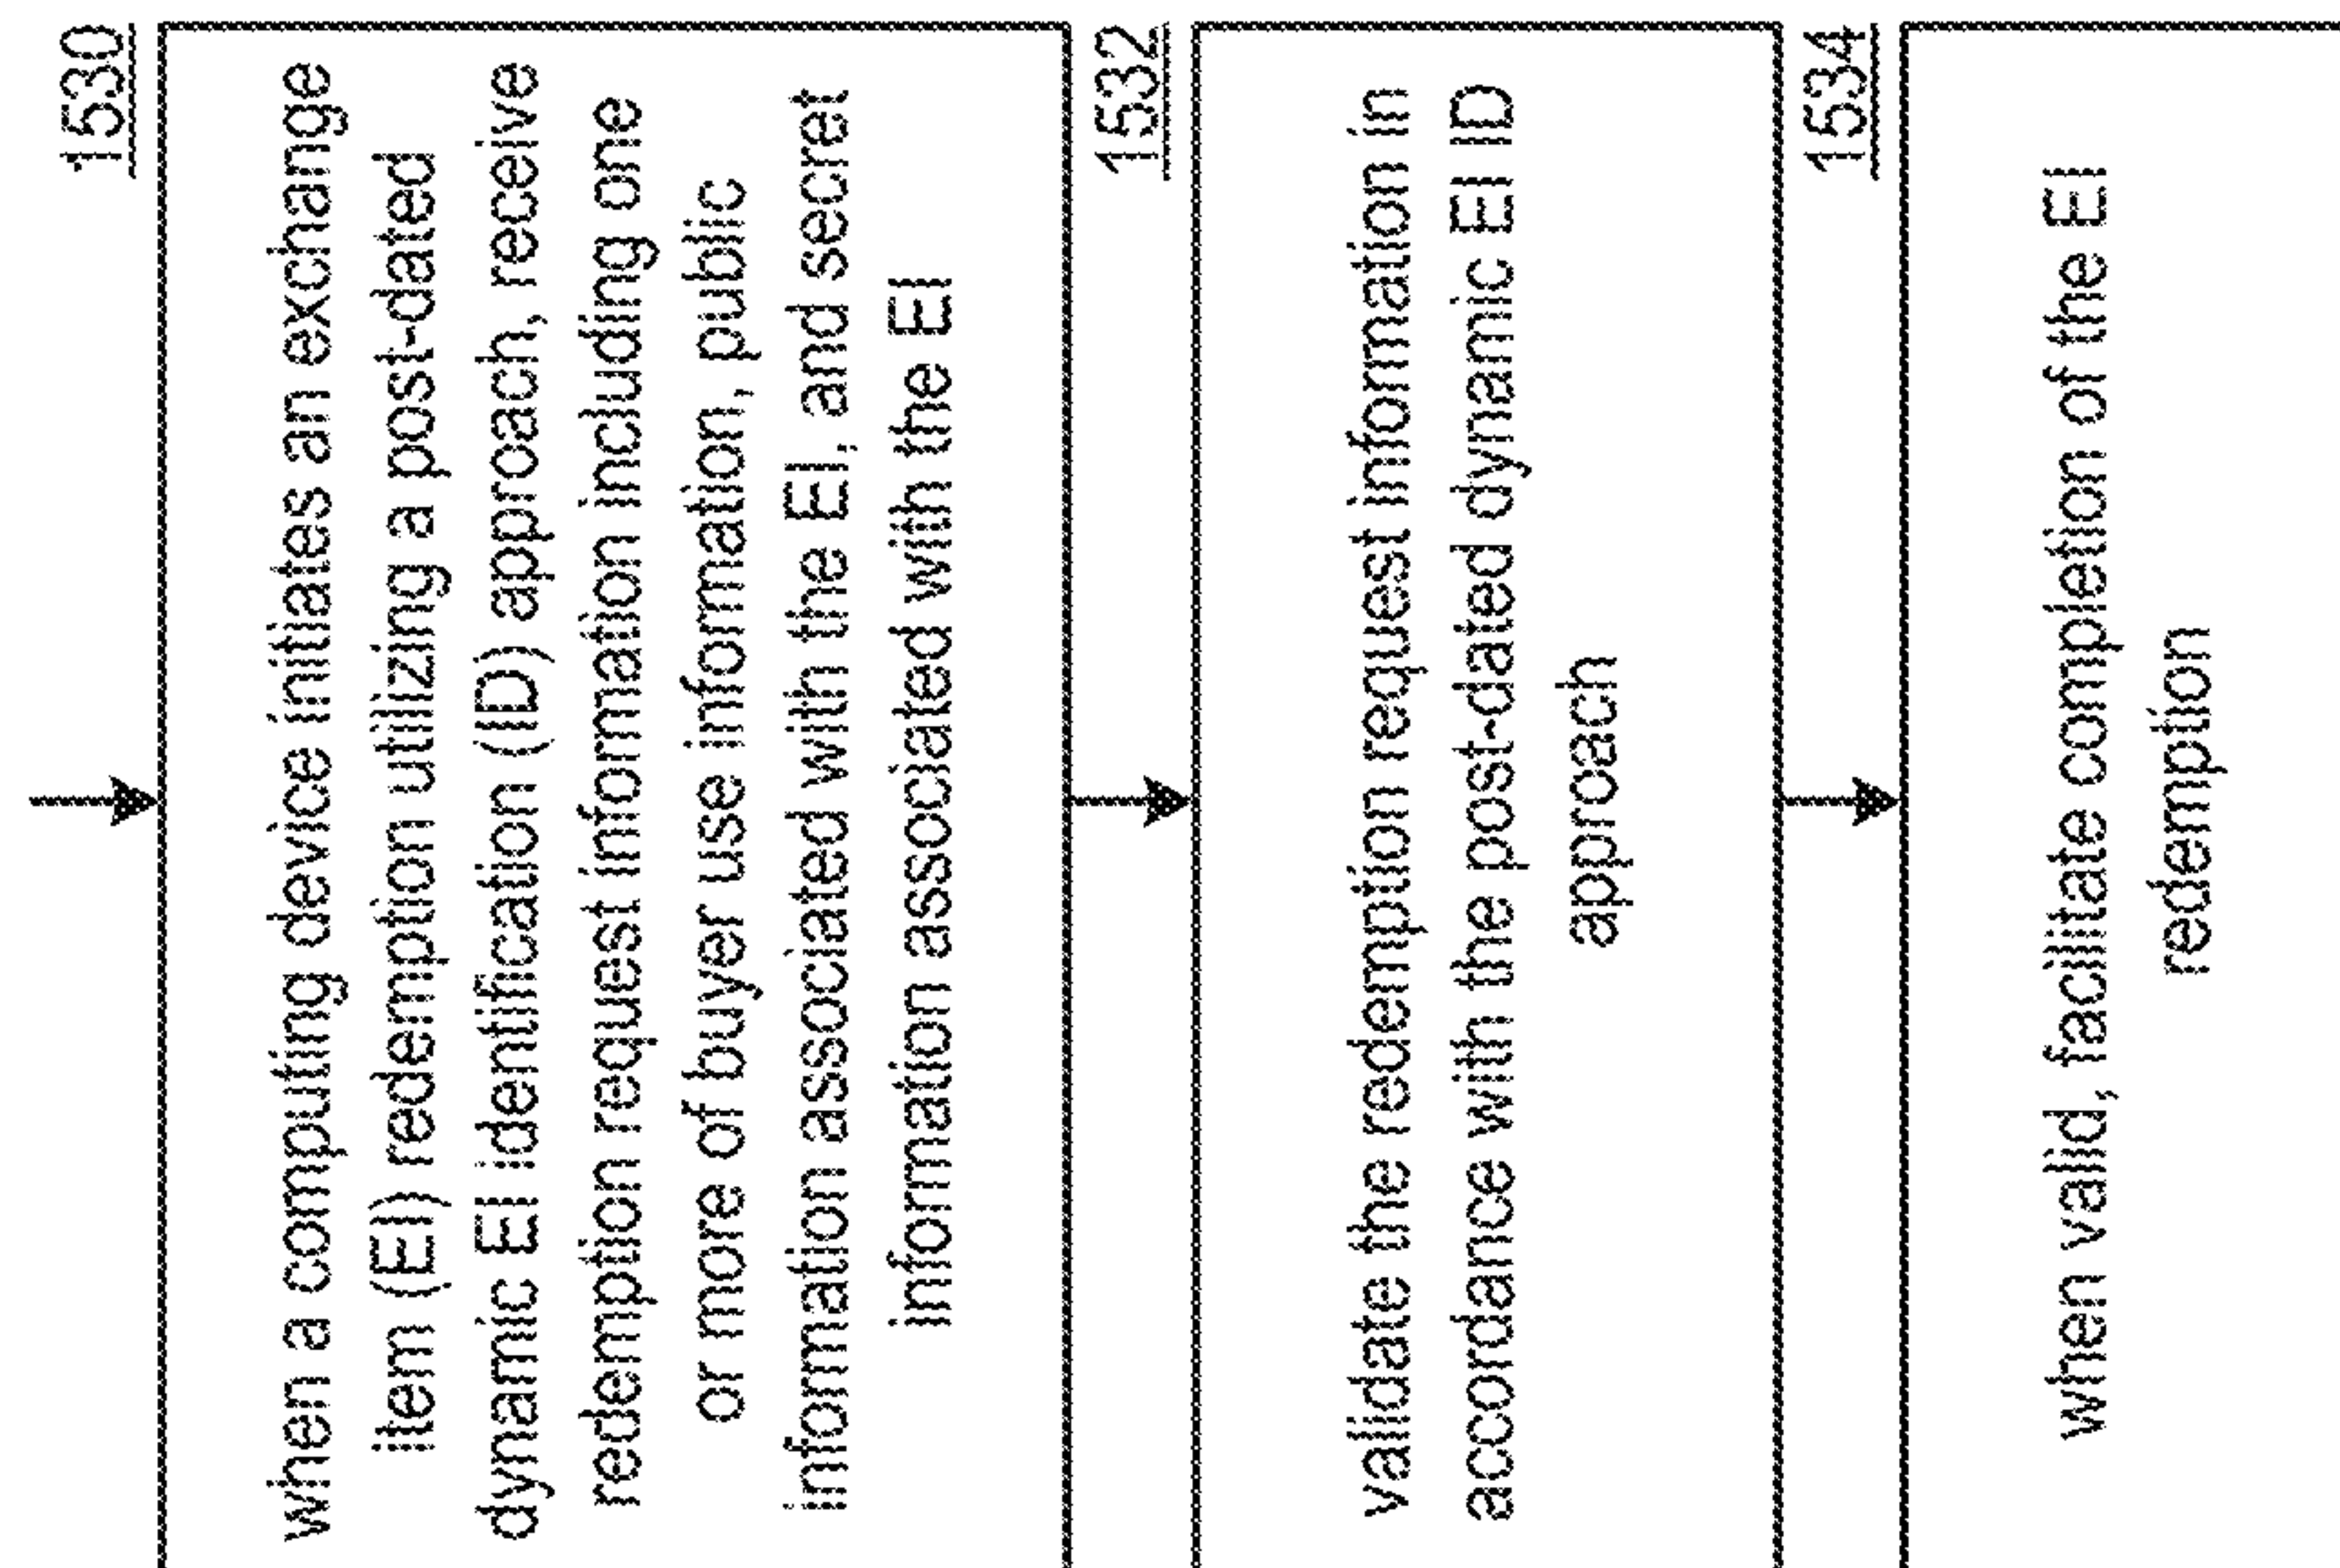 1530
when a computing device initiates an exchange
item (EI) redemption utilizing a post-dated
dynamic EI identification (ID) approach, receive
redemption request information including one
or more of buyer use information, public
information associated with the EI, and secret
information associated with the EI
1532
validate the redemption request information in
accordance with the post-dated dynamic EI ID
approach
1534
when valid, facilitate completion of the EI
redemption